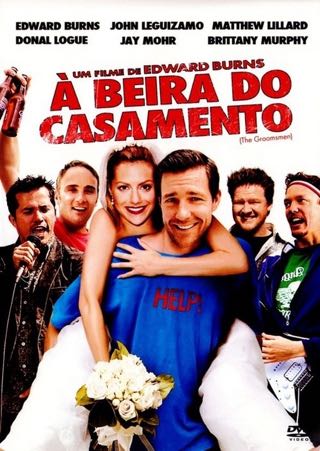 EDWARD BURNS JOHN LEGUIZAMO MATTHEW LILLARD
DONAL LOGUE JAY MOHR BRITTANY MURPHY
UM FILME DE EDWARD BURNS
À BEIRA DO
CASAMENTO
(The Groomsmen)
HELP!
DVD
VIDEO